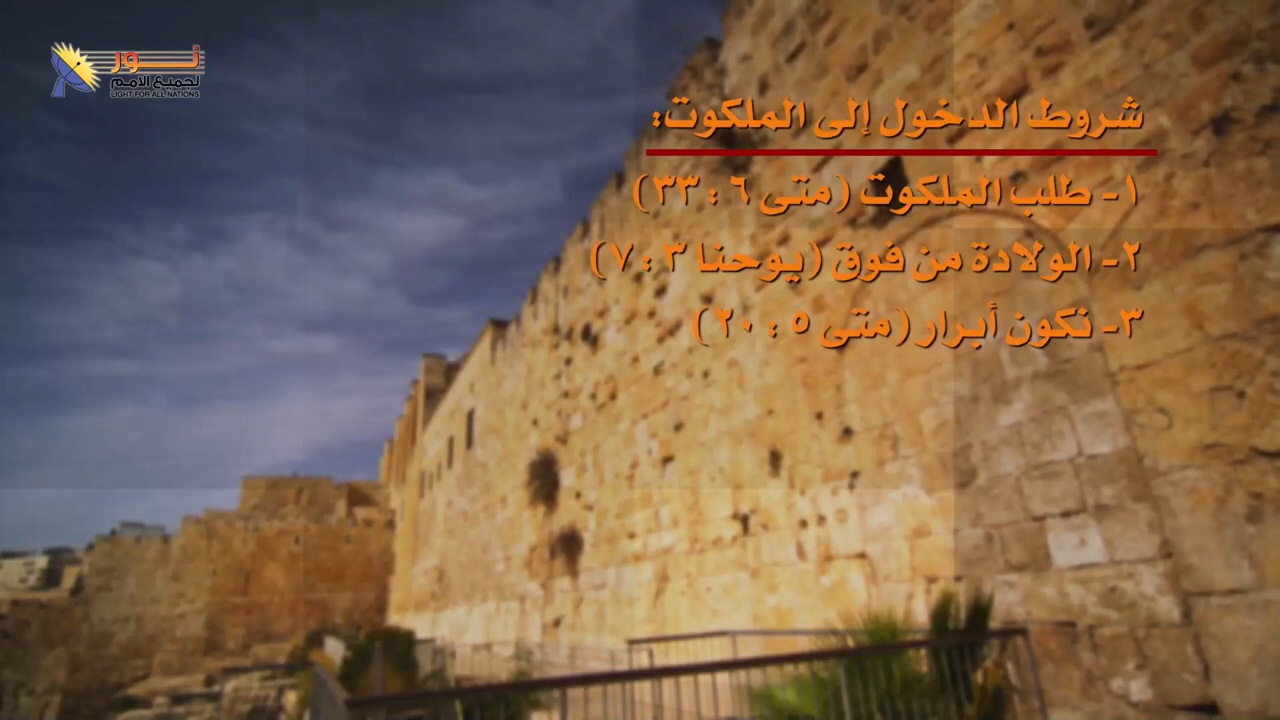 نور
لجميع الأمم
LIGHT FOR ALL NATIONS
شروط الدخول إلى الملكوت:
١- طلب الملكوت (متى ٦ : ٣٣)
٢- الولادة من فوق (يوحنا ٣ : ٧)
٣- نكون أبرار (متى ٥ : ٢٠)